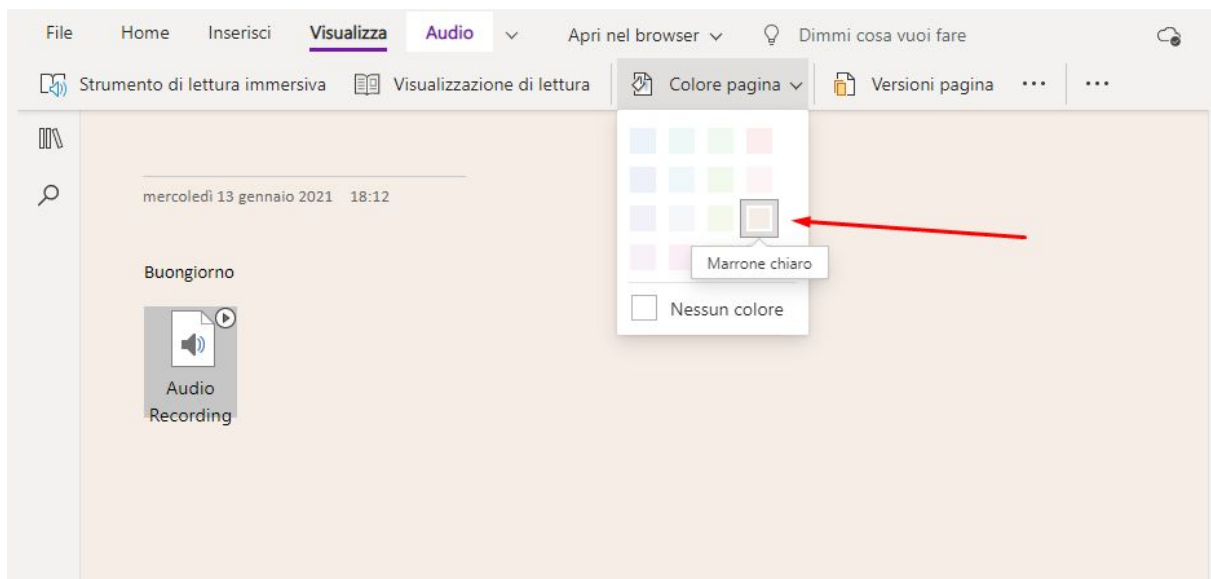 File Home Inserisci Visualizza Audio Apri nel browser Dimmi cosa vuoi fare
Strumento di lettura immersiva Visualizzazione di lettura Colore pagina Versioni pagina ... ...
mercoledì 13 gennaio 2021 18:12
Marrone chiaro
Buongiorno
Nessun colore
Audio
Recording